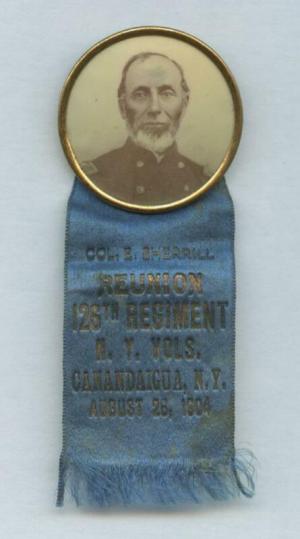 COL. E. SHERRILL
REUNION
126TH REGIMENT
N. Y. VOLS.
CANANDAIGUA, N.Y.
AUGUST 26, 1904